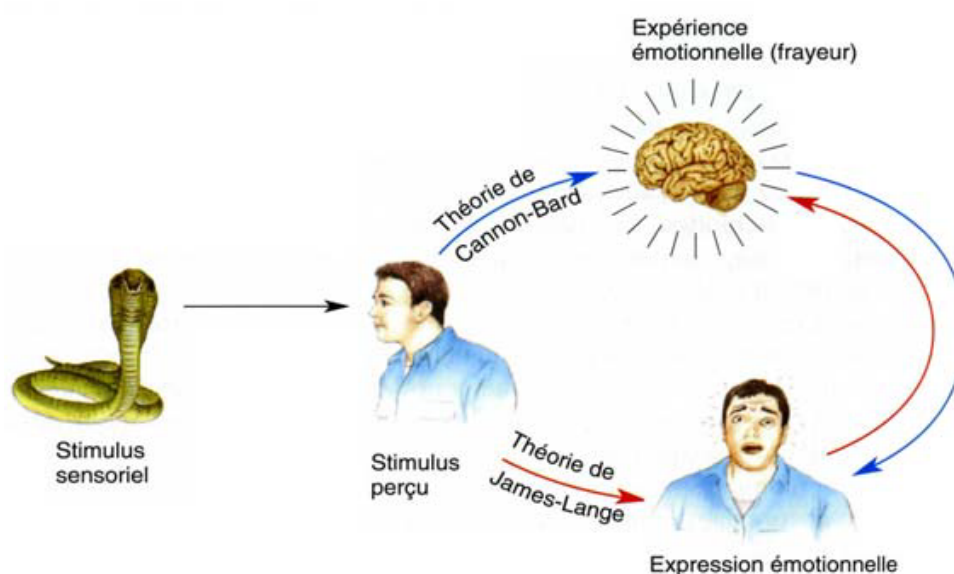 Expérience
émotionnelle (frayeur)
Théorie de
Cannon-Bard
Stimulus
sensoriel
Stimulus
perçu
Théorie de
James-Lange
Expression émotionnelle